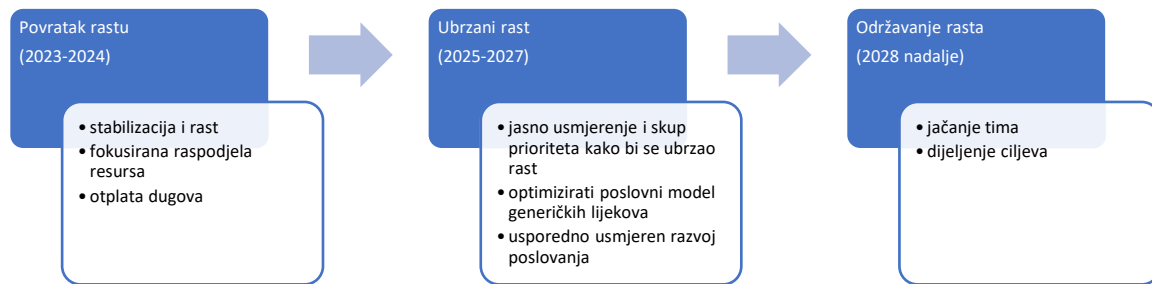 Povratak rastu
(2023-2024)
• stabilizacija i rast
• fokusirana raspodjela
resursa
• otplata dugova
Ubrzani rast
(2025-2027)
• jasno usmjerenje i skup
prioriteta kako bi se ubrzao
rast
• optimizirati poslovni model
generičkih lijekova
• usporedno usmjeren razvoj
poslovanja
Održavanje rasta
(2028 nadalje)
• jačanje tima
• dijeljenje ciljeva